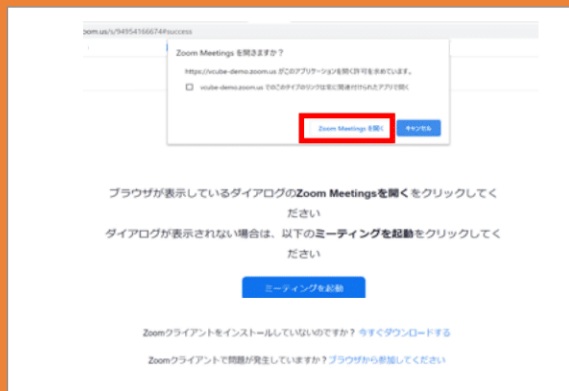 oom.us/s/94954166674#success
Zoom Meetings を開きますか？
https://vcube-demo.zoom.us がこのアプリケーションを開く許可を求めています。
vcube-demo.zoom.us でのこのタイプのリンクは常に関連付けられたアプリで開く
Zoom Meetings を開く キャンセル
ブラウザが表示しているダイアログのZoom Meetingsを開くをクリックしてく
ださい
ダイアログが表示されない場合は、以下のミーティングを起動をクリックしてく
ださい
ミーティングを起動
Zoomクライアントをインストールしていないのですか？ 今すぐダウンロードする
Zoomクライアントで問題が発生していますか？ブラウザから参加してください